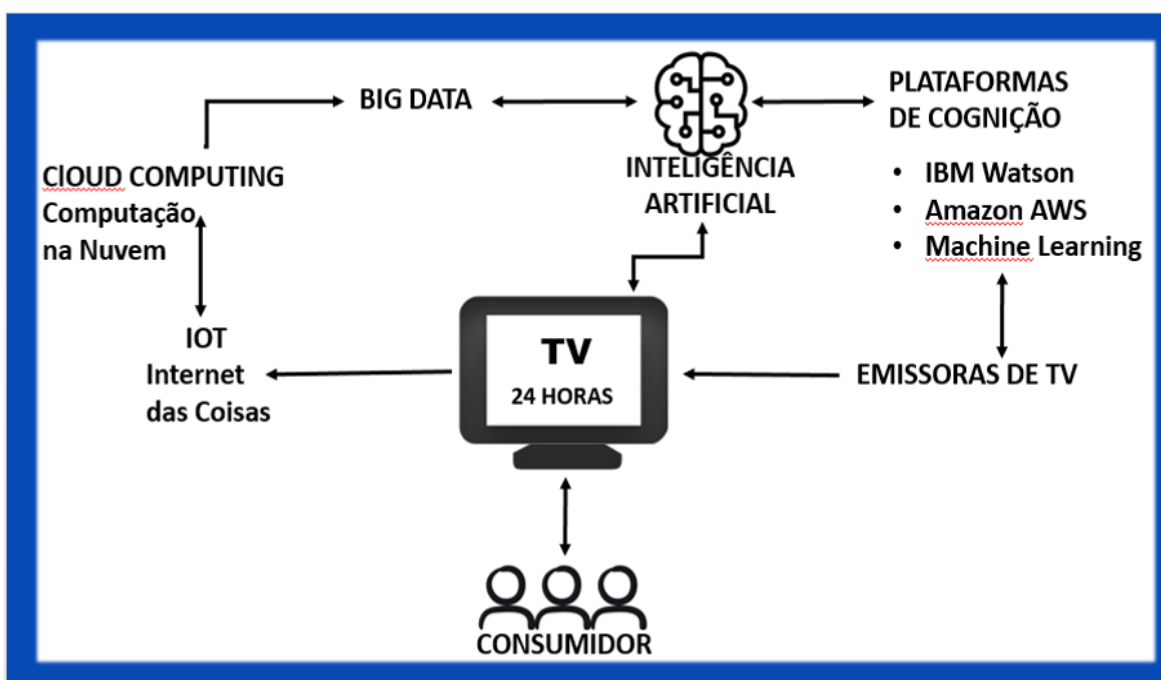 BIG DATA
INTELIGÊNCIA
ARTIFICIAL
PLATAFORMAS
DE COGNIÇÃO
• IBM Watson
• Amazon AWS
• Machine Learning
ClOUD COMPUTING
Computação
na Nuvem
IOT
Internet
das Coisas
TV
24 HORAS
EMISSORAS DE TV
CONSUMIDOR